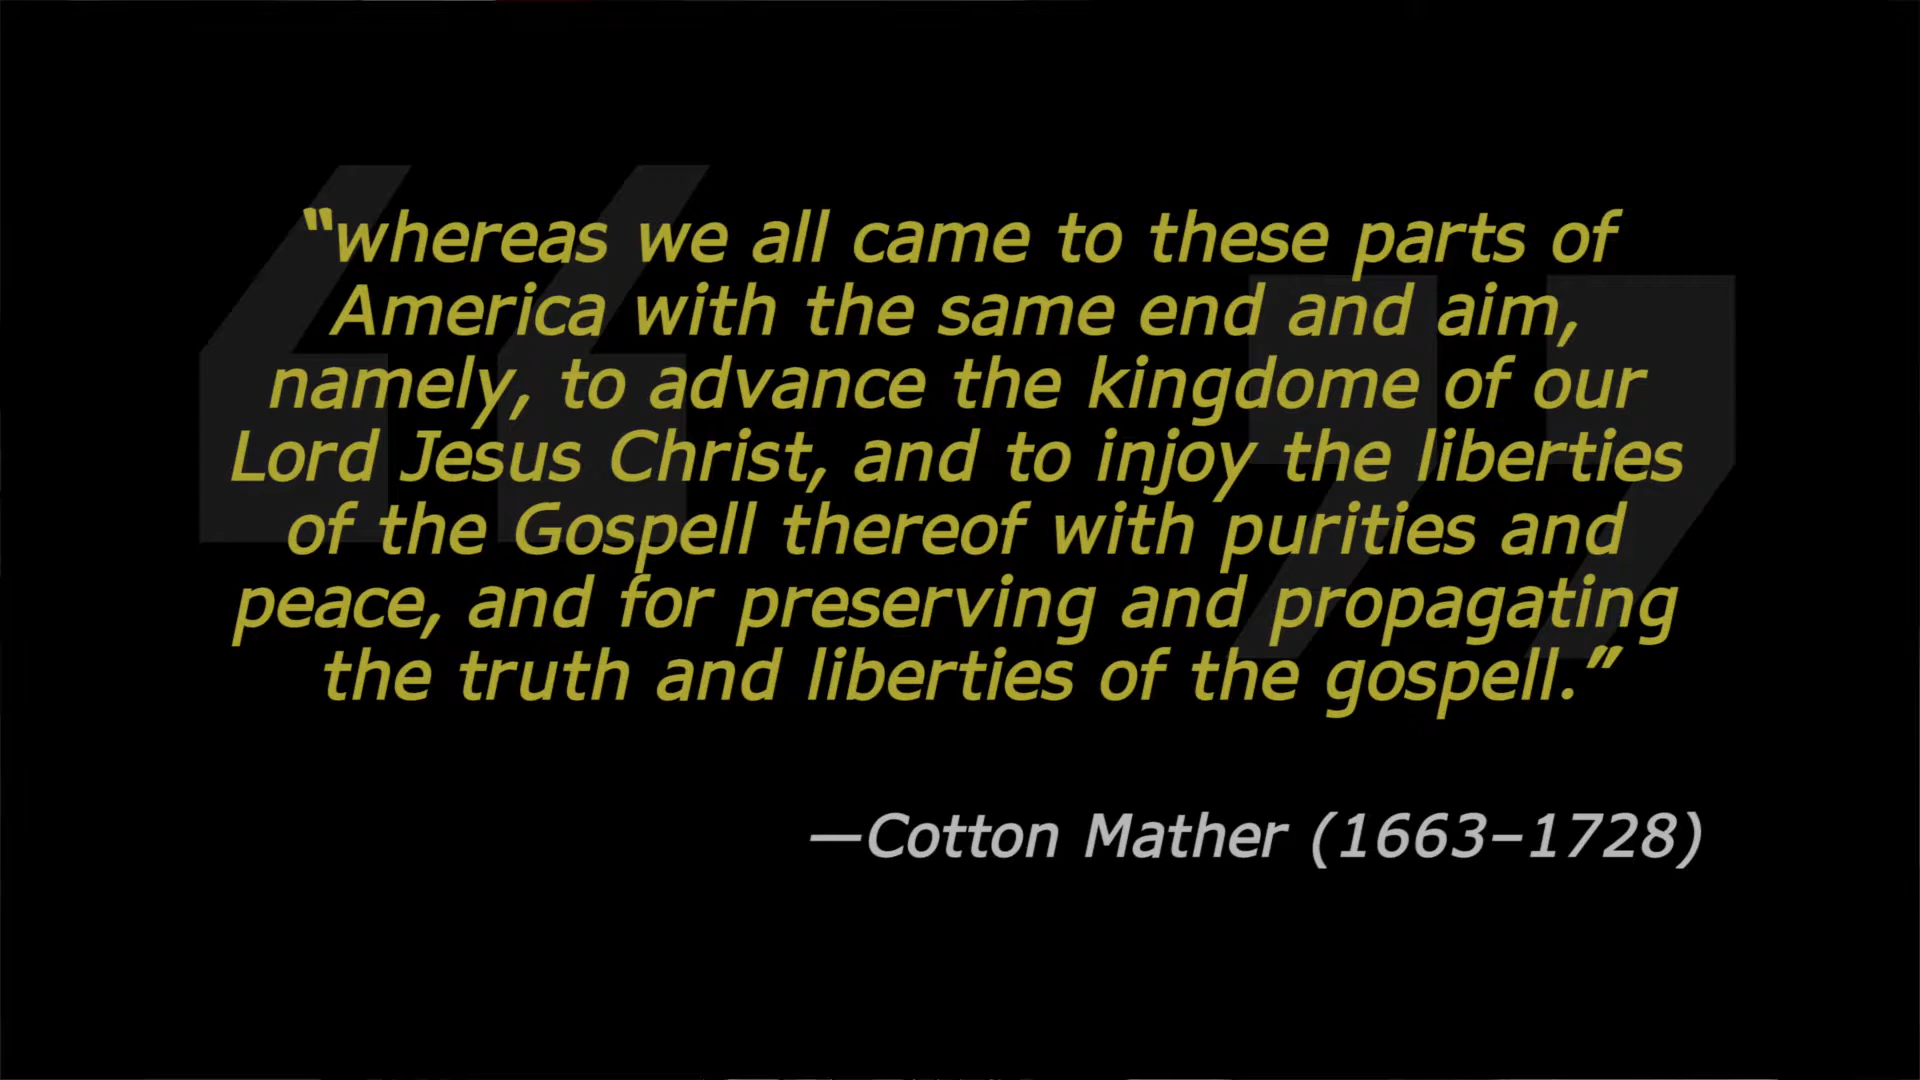 “whereas we all came to these parts of
America with the same end and aim,
namely, to advance the kingdome of our
Lord Jesus Christ, and to injoy the liberties
of the Gospell thereof with purities and
peace, and for preserving and propagating
the truth and liberties of the gospell.”
—Cotton Mather (1663–1728)